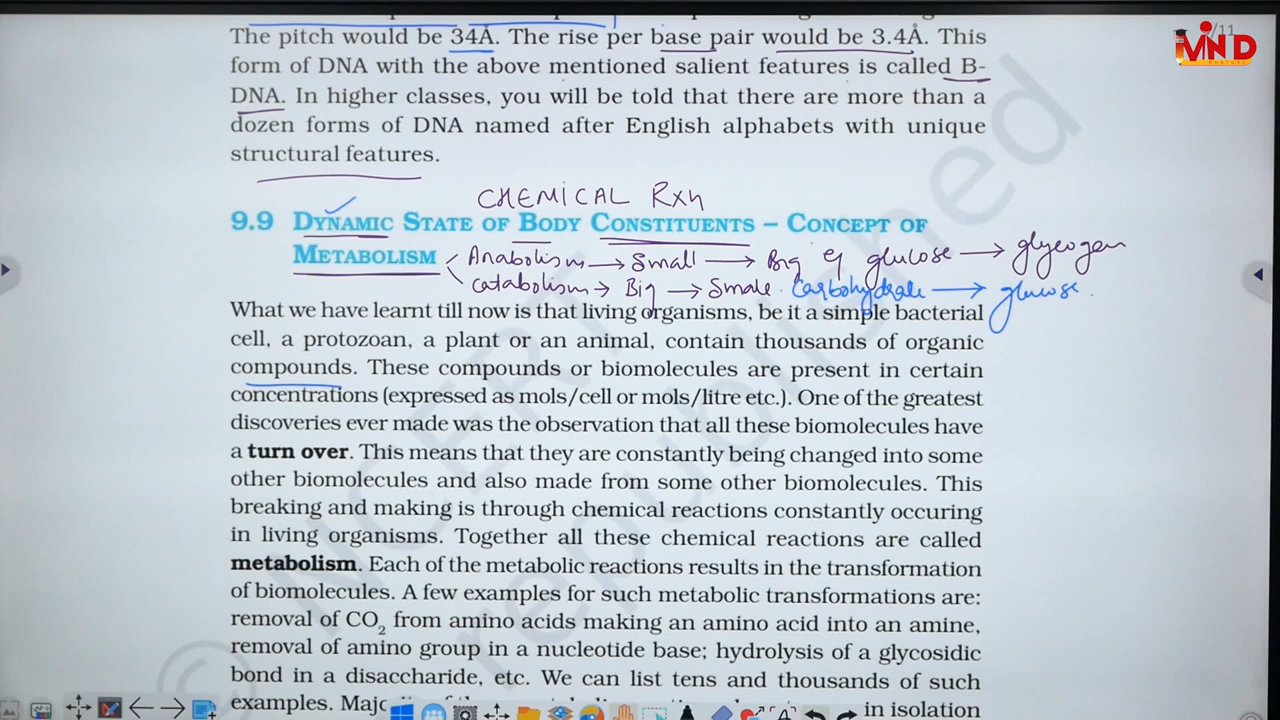 The pitch would be 34Å. The rise per base pair would be 3.4Å. This
form of DNA with the above mentioned salient features is called B-
DNA. In higher classes, you will be told that there are more than a
dozen forms of DNA named after English alphabets with unique
structural features.
CHEMICAL Rxn
9.9 DYNAMIC STATE OF BODY CONSTITUENTS – CONCEPT OF
METABOLISM
Anabolism → Small → Big eg glucose → glycogen
Catabolism → Big → Small. Carbohydrate → glucose.
What we have learnt till now is that living organisms, be it a simple bacterial
cell, a protozoan, a plant or an animal, contain thousands of organic
compounds. These compounds or biomolecules are present in certain
concentrations (expressed as mols/cell or mols/litre etc.). One of the greatest
discoveries ever made was the observation that all these biomolecules have
a turn over. This means that they are constantly being changed into some
other biomolecules and also made from some other biomolecules. This
breaking and making is through chemical reactions constantly occuring
in living organisms. Together all these chemical reactions are called
metabolism. Each of the metabolic reactions results in the transformation
of biomolecules. A few examples for such metabolic transformations are:
removal of CO2 from amino acids making an amino acid into an amine,
removal of amino group in a nucleotide base; hydrolysis of a glycosidic
bond in a disaccharide, etc. We can list tens and thousands of such
examples. in isolation
/11
MIND
© NCERT
republished